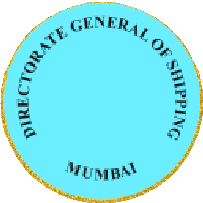 DIRECTORATE GENERAL OF SHIPPING
MUMBAI